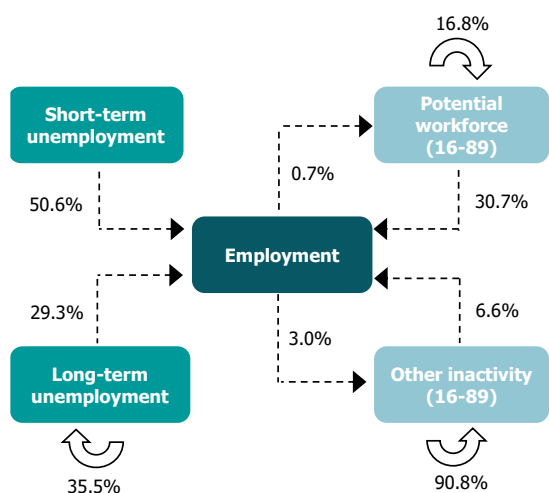 16.8%
Short-term
unemployment
Potential
workforce
(16-89)
0.7%
30.7%
50.6%
Employment
29.3%
6.6%
3.0%
Long-term
unemployment
Other inactivity
(16-89)
35.5%
90.8%